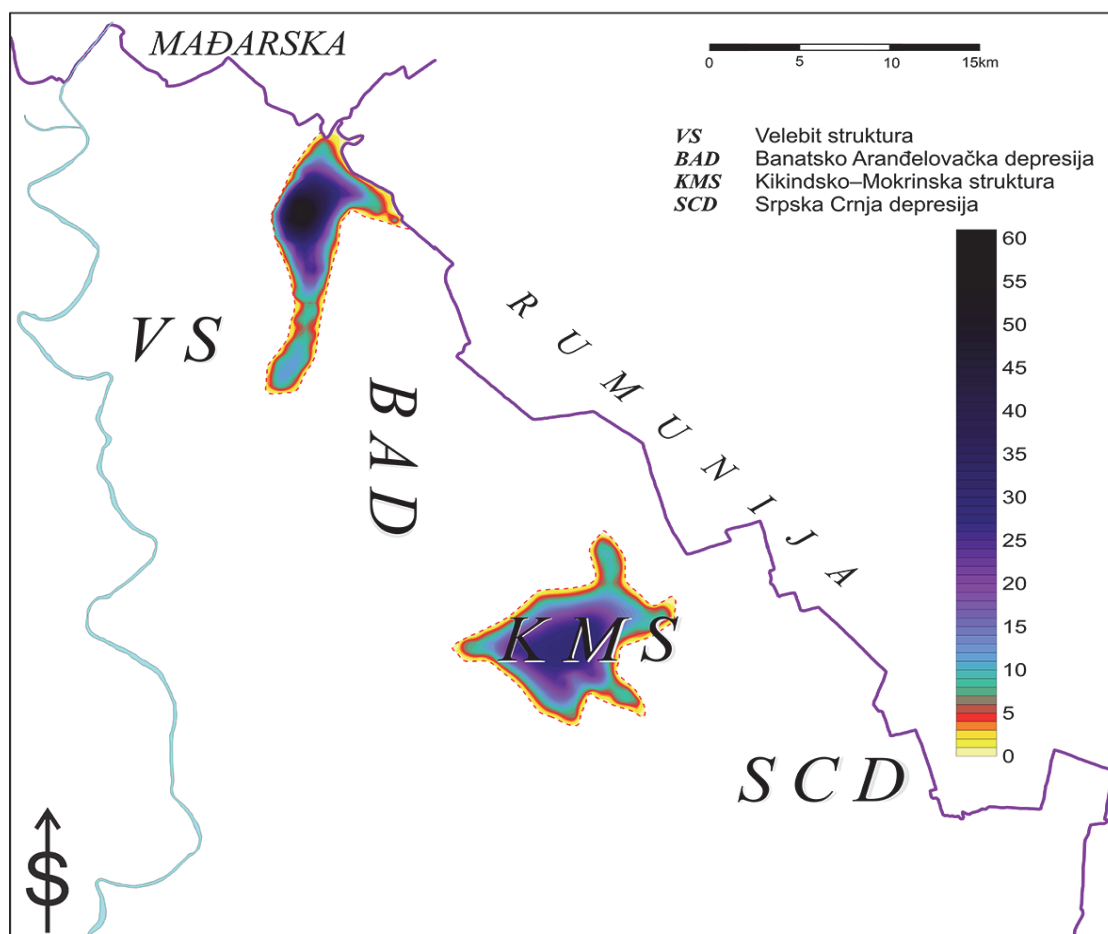 MAĐARSKA
0 5 10 15km
VS Velebit struktura
BAD Banatsko Aranđelovačka depresija
KMS Kikindsko–Mokrinska struktura
SCD Srpska Crnja depresija
60
55
50
45
40
35
30
25
20
15
10
5
0
VS
BAD
RUMUNIJA
KMS
SCD
S